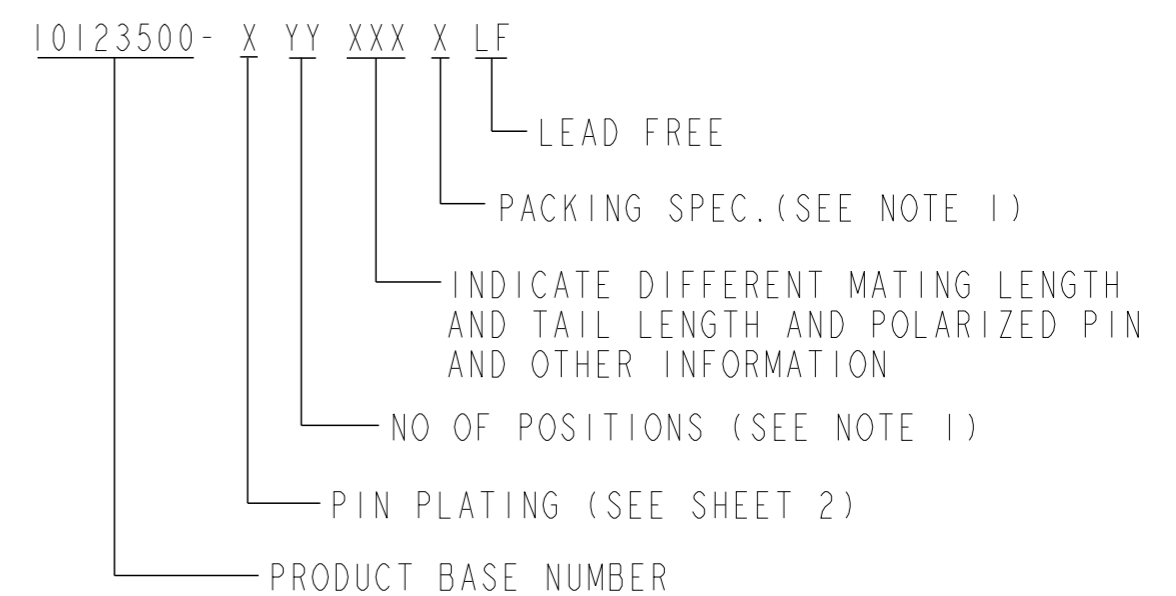 10123500- X YY XXX X LF
LEAD FREE
PACKING SPEC.(SEE NOTE 1)
INDICATE DIFFERENT MATING LENGTH
AND TAIL LENGTH AND POLARIZED PIN
AND OTHER INFORMATION
NO OF POSITIONS (SEE NOTE 1)
PIN PLATING (SEE SHEET 2)
PRODUCT BASE NUMBER